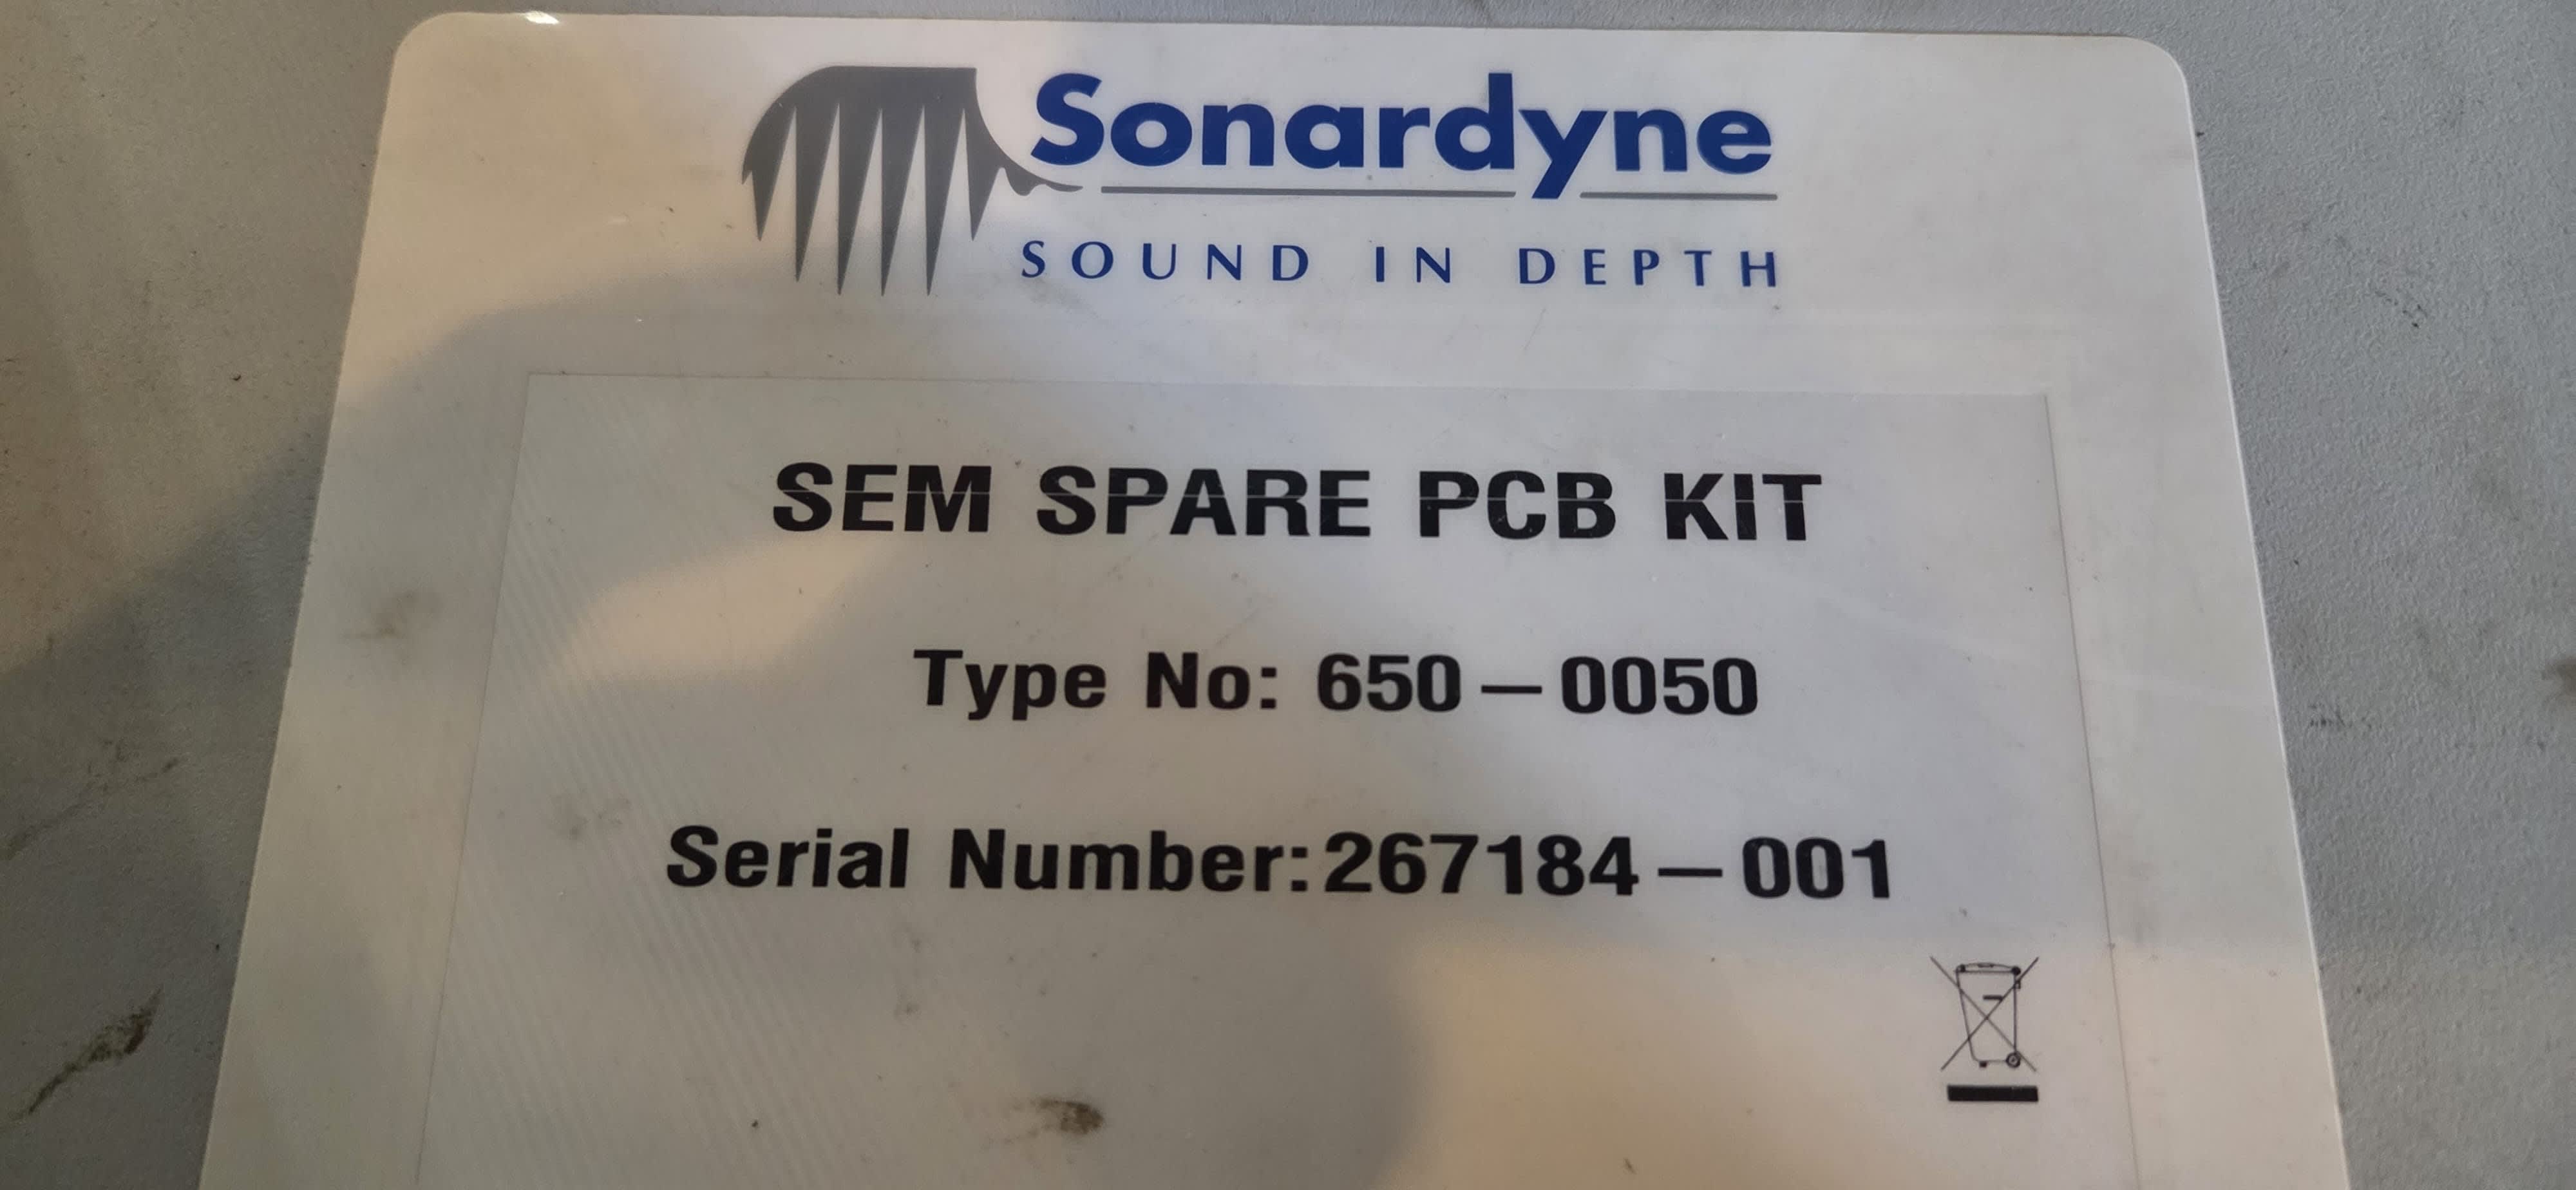 Sonardyne
SOUND IN DEPTH
SEM SPARE PCB KIT
Type No: 650-0050
Serial Number:267184-001